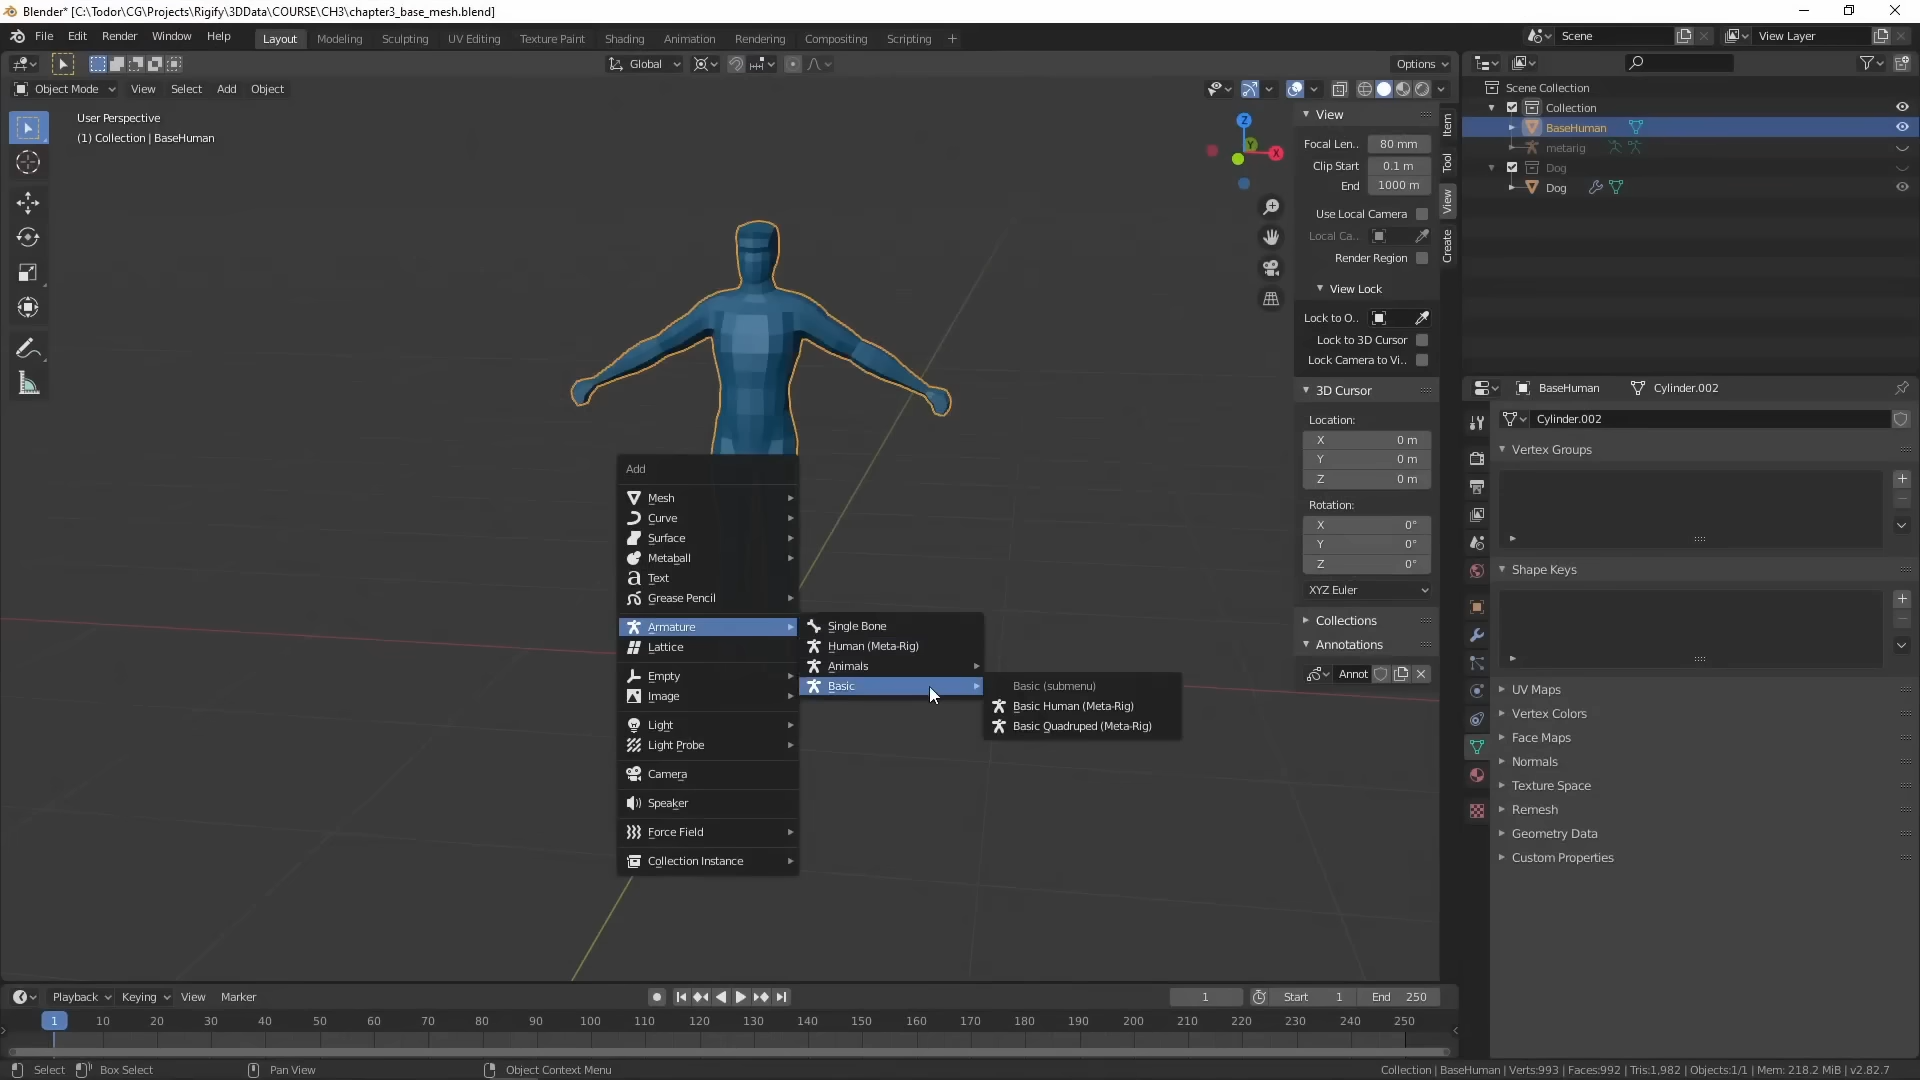 Blender* [C:\Todor\CG\Projects\Rigify\3DData\COURSE\CH3\chapter3_base_mesh.blend]
File Edit Render Window Help Layout Modeling Sculpting UV Editing Texture Paint Shading Animation Rendering Compositing Scripting + Scene View Layer
Global Options
Object Mode View Select Add Object
User Perspective
(1) Collection | BaseHuman
Z
Y
X
View
Focal Len.. 80 mm
Clip Start 0.1 m
End 1000 m
Use Local Camera
Local Ca..
Render Region
View Lock
Lock to O..
Lock to 3D Cursor
Lock Camera to Vi..
3D Cursor
Location:
X 0 m
Y 0 m
Z 0 m
Rotation:
X 0°
Y 0°
Z 0°
XYZ Euler
Collections
Annotations
Annot
Item
Tool
View
Create
Scene Collection
Collection
BaseHuman
metarig
Dog
Dog
BaseHuman Cylinder.002
Cylinder.002
Vertex Groups
Shape Keys
UV Maps
Vertex Colors
Face Maps
Normals
Texture Space
Remesh
Geometry Data
Custom Properties
Add
Mesh
Curve
Surface
Metaball
Text
Grease Pencil
Armature
Lattice
Empty
Image
Light
Light Probe
Camera
Speaker
Force Field
Collection Instance
Single Bone
Human (Meta-Rig)
Animals
Basic
Basic (submenu)
Basic Human (Meta-Rig)
Basic Quadruped (Meta-Rig)
Playback Keying View Marker 1 Start 1 End 250
1 10 20 30 40 50 60 70 80 90 100 110 120 130 140 150 160 170 180 190 200 210 220 230 240 250
Select Box Select Pan View Object Context Menu Collection | BaseHuman | Verts:993 | Faces:992 | Tris:1,982 | Objects:1/1 | Mem: 218.2 MiB | v2.82.7